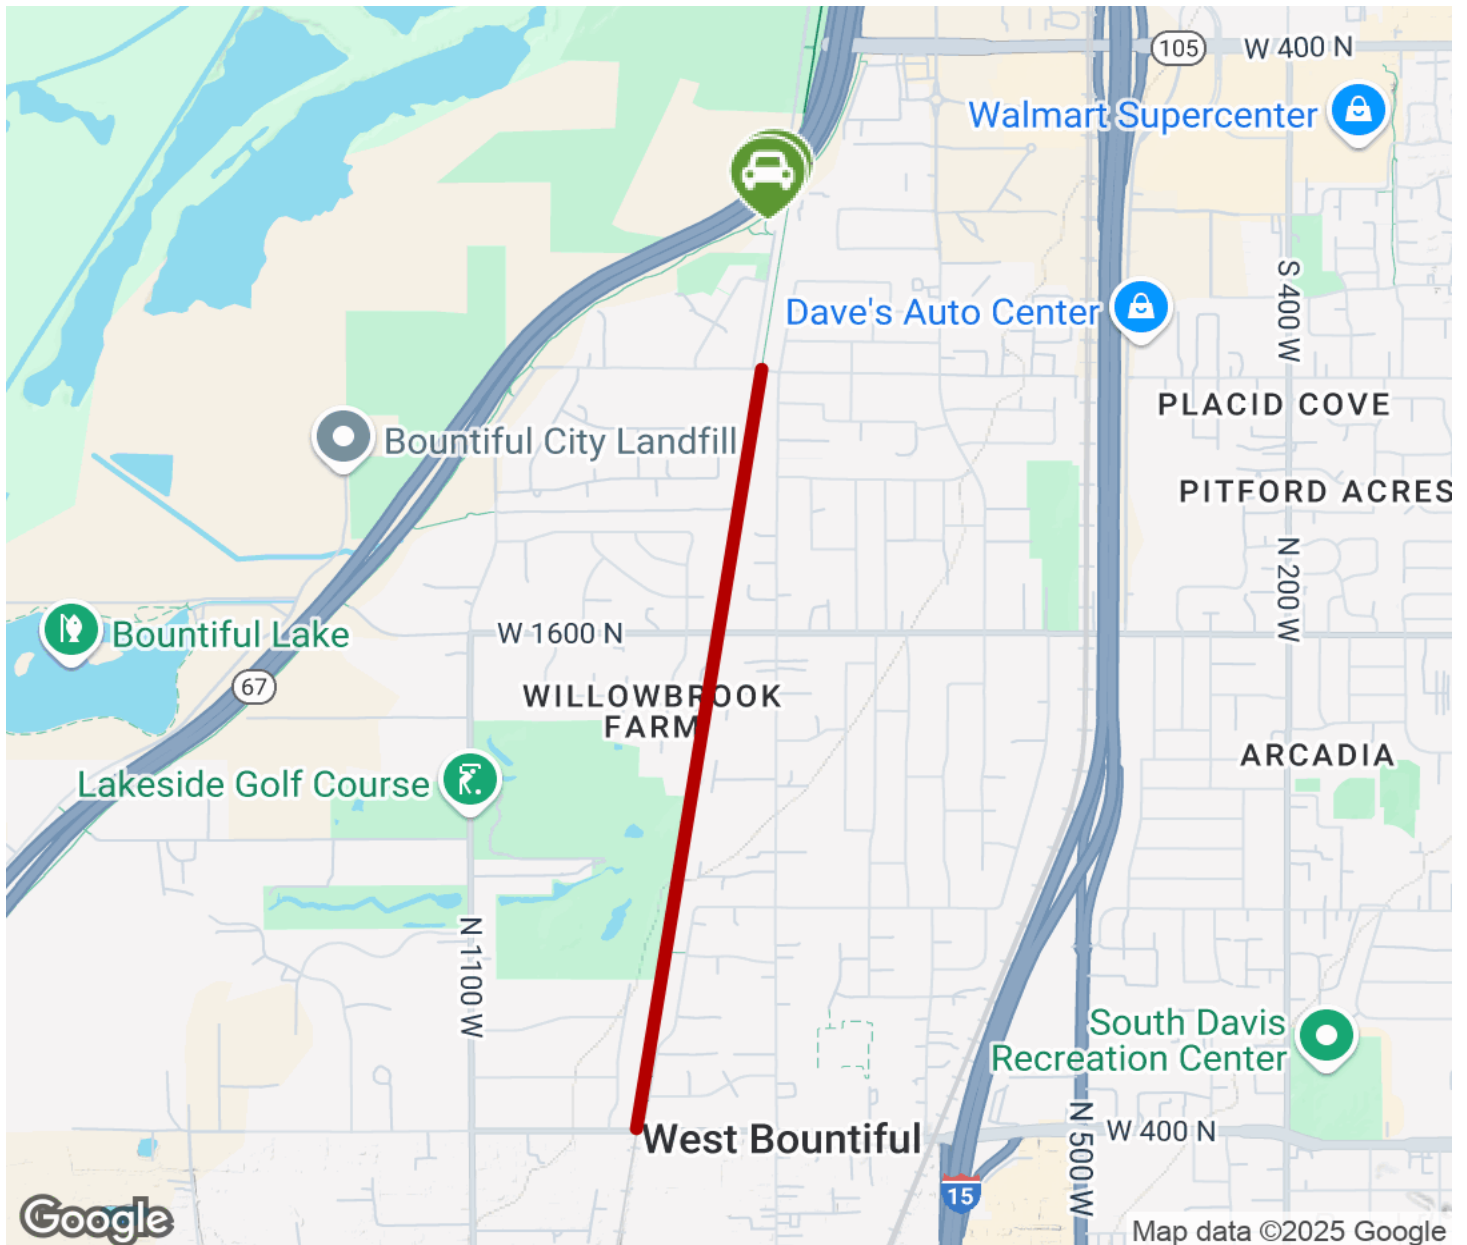 105
W 400 N
Walmart Supercenter
Dave's Auto Center
S 400 W
PLACID COVE
Bountiful City Landfill
PITFORD ACRES
N 200 W
Bountiful Lake
W 1600 N
67
WILLOWBROOK
FARM
ARCADIA
Lakeside Golf Course
N 1100 W
South Davis
Recreation Center
N 500 W
W 400 N
West Bountiful
15
Google
Map data ©2025 Google